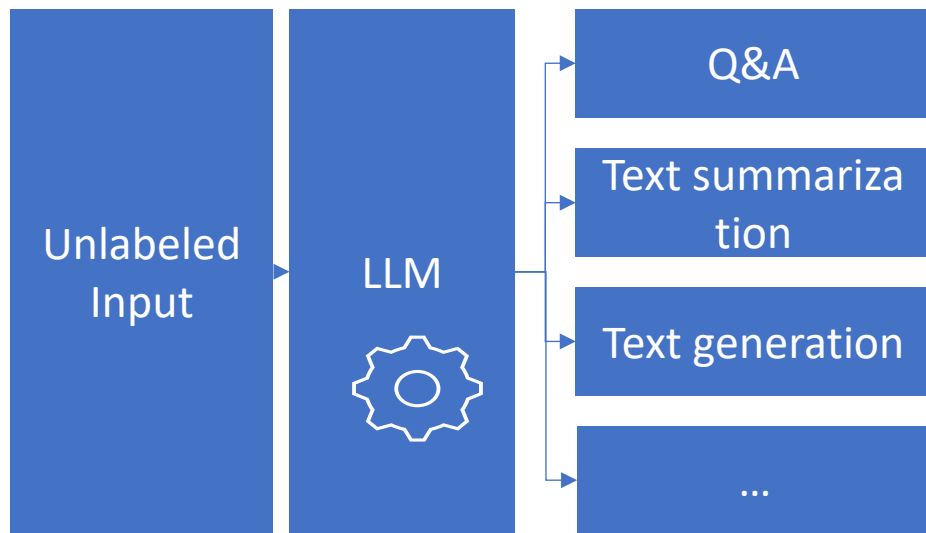 Unlabeled
Input
LLM
Q&A
Text summariza
tion
Text generation
...